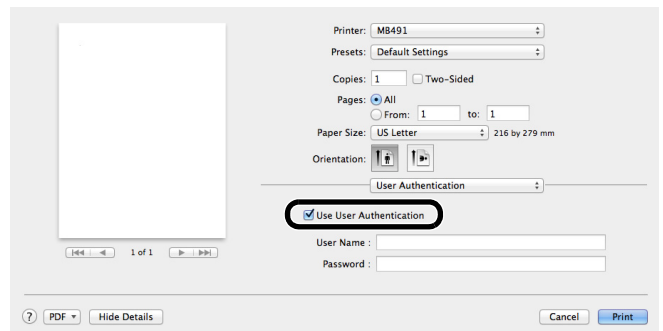 Printer: MB491
Presets: Default Settings
Copies: 1 Two-Sided
Pages: All
From: 1 to: 1
Paper Size: US Letter 216 by 279 mm
Orientation:
User Authentication
Use User Authentication
User Name :
Password :
1 of 1
? PDF Hide Details Cancel Print